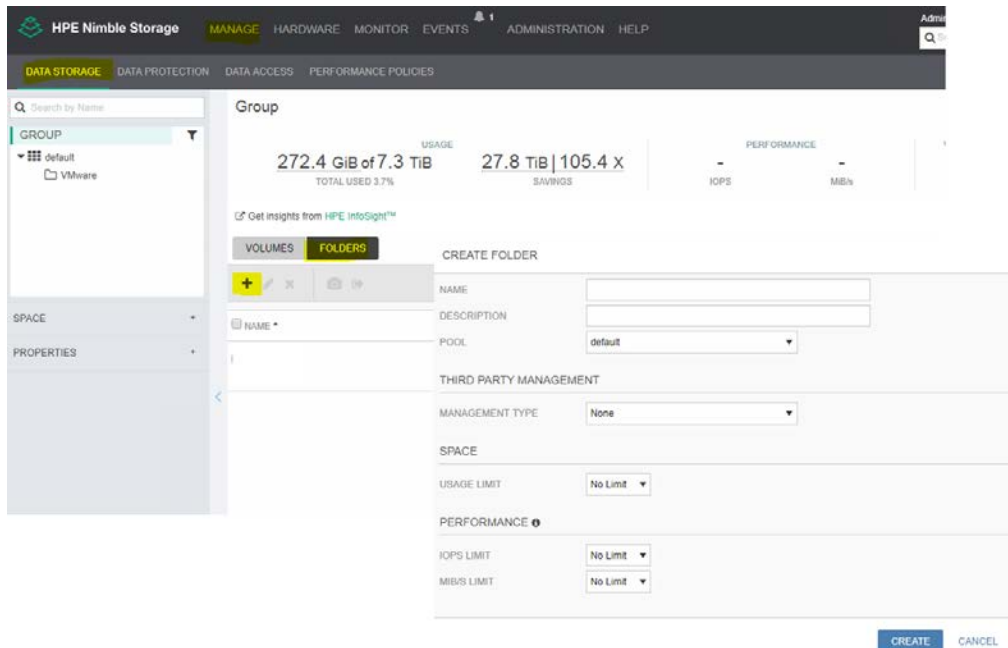 HPE Nimble Storage MANAGE HARDWARE MONITOR EVENTS 1 ADMINISTRATION HELP
DATA STORAGE DATA PROTECTION DATA ACCESS PERFORMANCE POLICIES
Search by Name
GROUP
default
VMware
SPACE
PROPERTIES
Group
USAGE
272.4 GiB of 7.3 TiB
TOTAL USED 3.7%
27.8 TiB | 105.4 X
SAVINGS
PERFORMANCE
- -
IOPS MiB/s
Get insights from HPE InfoSight™
VOLUMES FOLDERS
+
NAME
CREATE FOLDER
NAME
DESCRIPTION
POOL default
THIRD PARTY MANAGEMENT
MANAGEMENT TYPE None
SPACE
USAGE LIMIT No Limit
PERFORMANCE
IOPS LIMIT No Limit
MIB/S LIMIT No Limit
CREATE CANCEL